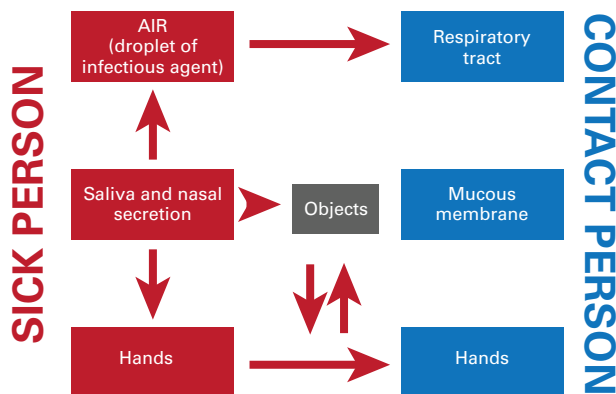 SICK PERSON
AIR
(droplet of
infectious agent)
Respiratory
tract
Saliva and nasal
secretion
Objects
Mucous
membrane
Hands
Hands
CONTACT PERSON